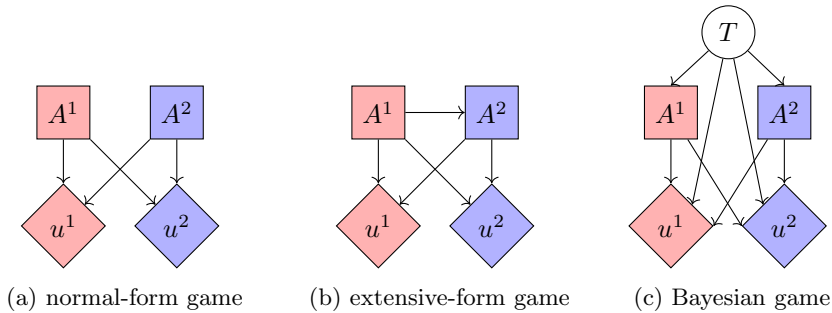 T
A¹ A² A¹ A² A¹ A²
u¹ u² u¹ u² u¹ u²
(a) normal-form game (b) extensive-form game (c) Bayesian game